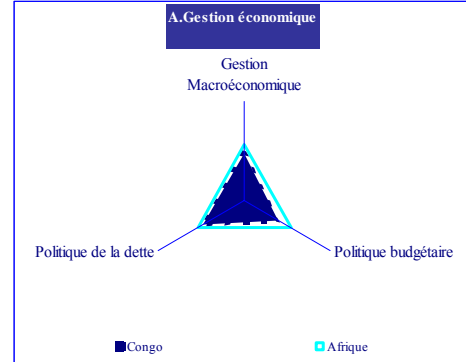 A.Gestion économique
Gestion
Macroéconomique
Politique de la dette
Politique budgétaire
Congo
Afrique